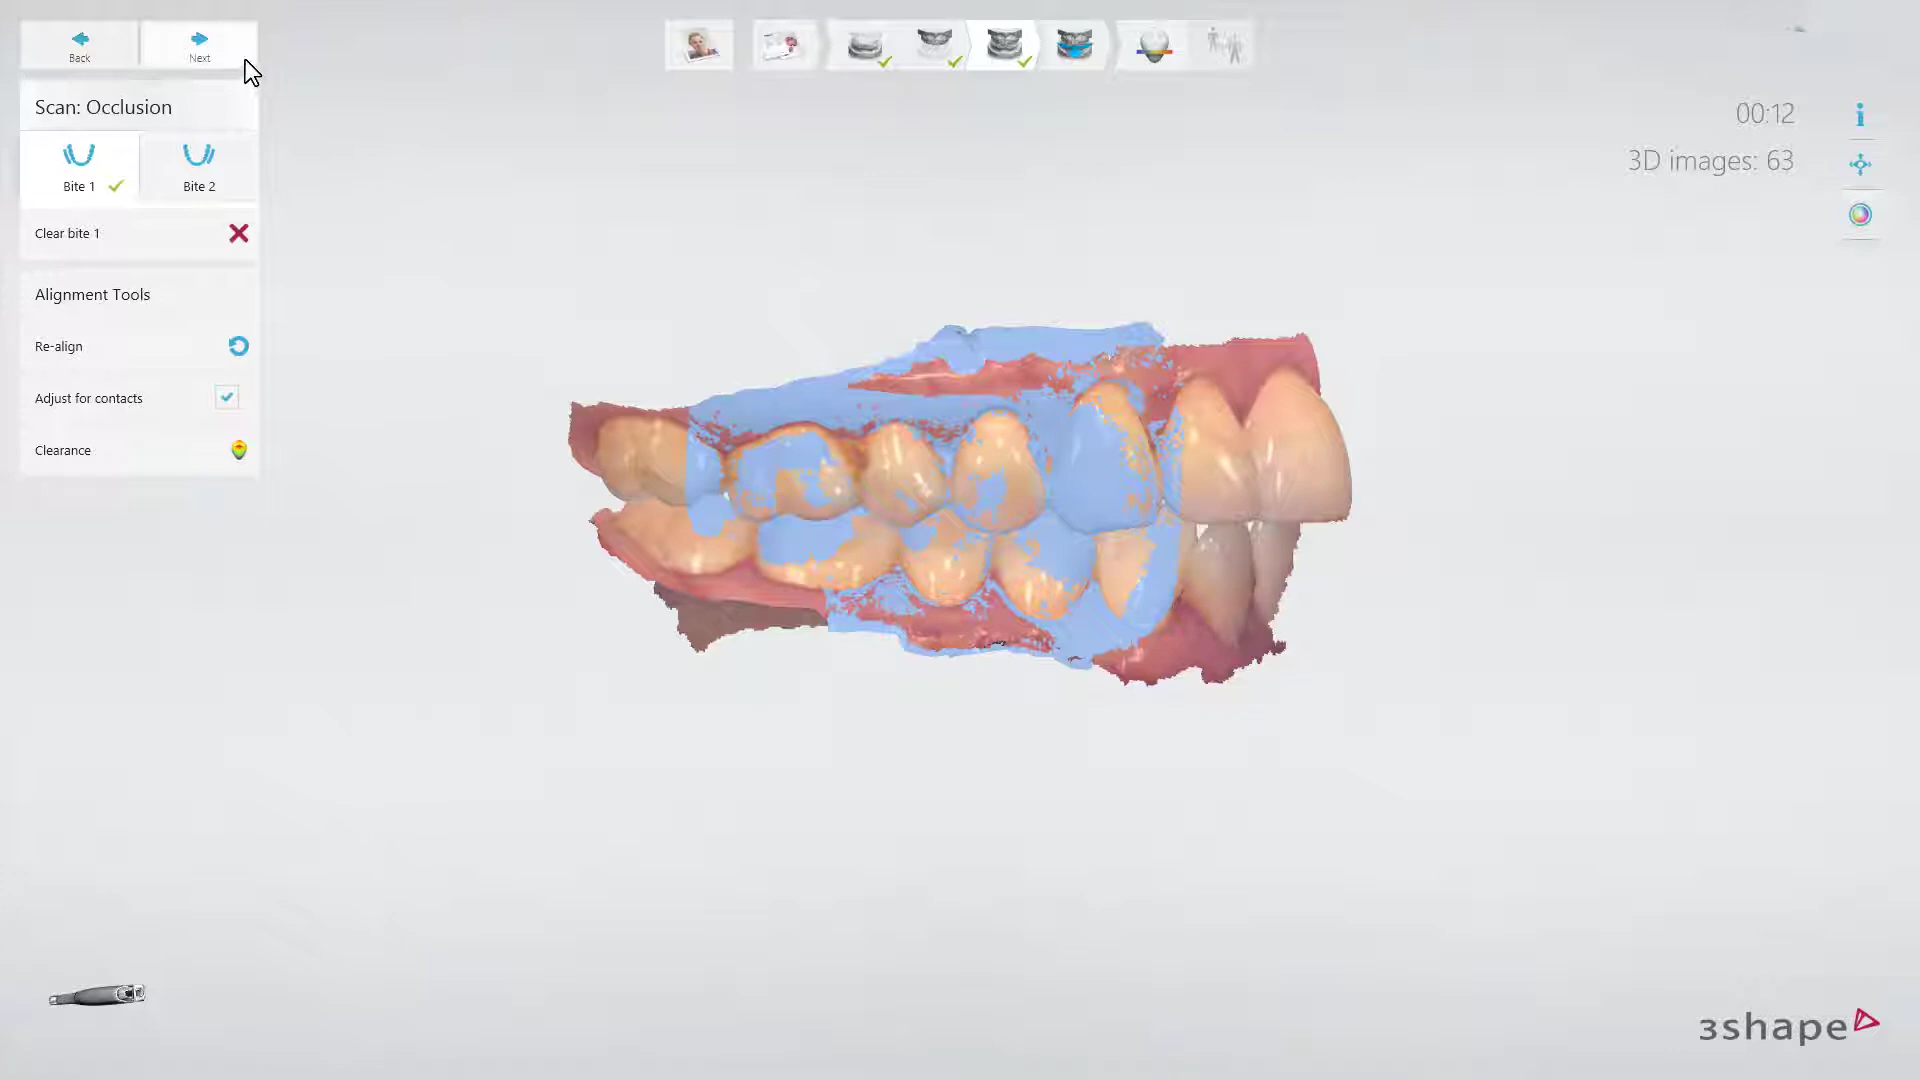 Back
Next
Scan: Occlusion
Bite 1
Bite 2
Clear bite 1
Alignment Tools
Re-align
Adjust for contacts
Clearance
00:12
3D images: 63
3shape